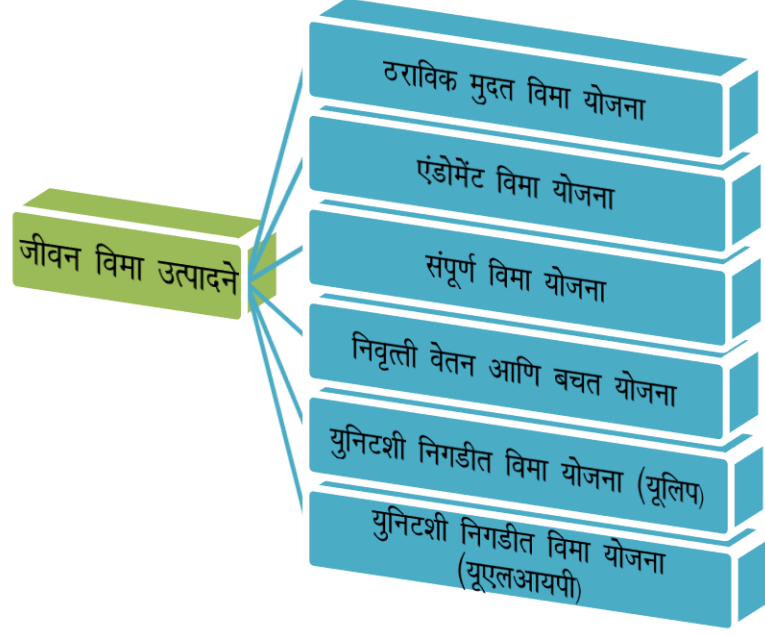 जीवन विमा उत्पादने
ठराविक मुदत विमा योजना
एंडोमेंट विमा योजना
संपूर्ण विमा योजना
निवृत्ती वेतन आणि बचत योजना
युनिटशी निगडीत विमा योजना (यूलिप)
युनिटशी निगडीत विमा योजना
(यूएलआयपी)